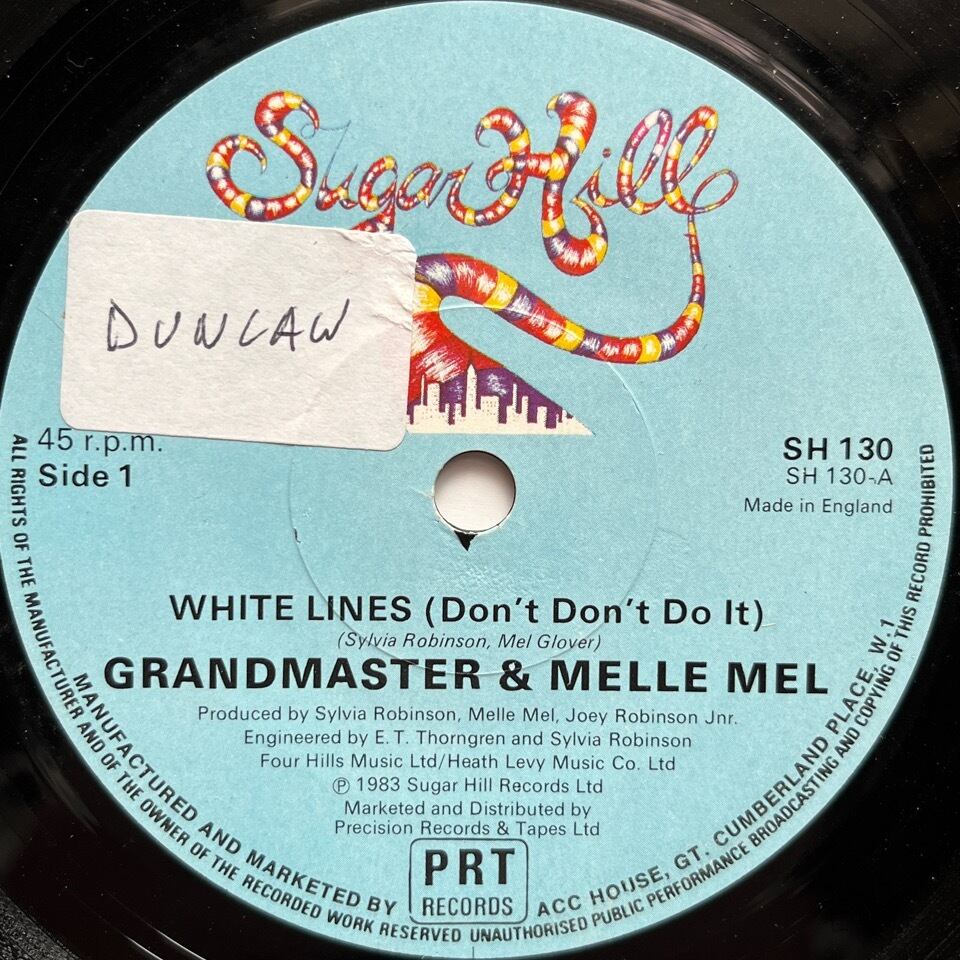 Sugar Hill
DUNCAW
45 r.p.m.
Side 1
SH 130
SH 130-A
Made in England
WHITE LINES (Don't Don't Do It)
(Sylvia Robinson, Mel Glover)
GRANDMASTER & MELLE MEL
Produced by Sylvia Robinson, Melle Mel, Joey Robinson Jnr.
Engineered by E.T. Thorngren and Sylvia Robinson
Four Hills Music Ltd/Heath Levy Music Co. Ltd
℗ 1983 Sugar Hill Records Ltd
Marketed and Distributed by
Precision Records & Tapes Ltd
PRT
RECORDS
MANUFACTURED AND MARKETED BY
ACC HOUSE, GT. CUMBERLAND PLACE, W.1
ALL RIGHTS OF THE MANUFACTURER AND OF THE OWNER OF THE RECORDED WORK RESERVED UNAUTHORISED PUBLIC PERFORMANCE BROADCASTING AND COPYING OF THIS RECORD PROHIBITED